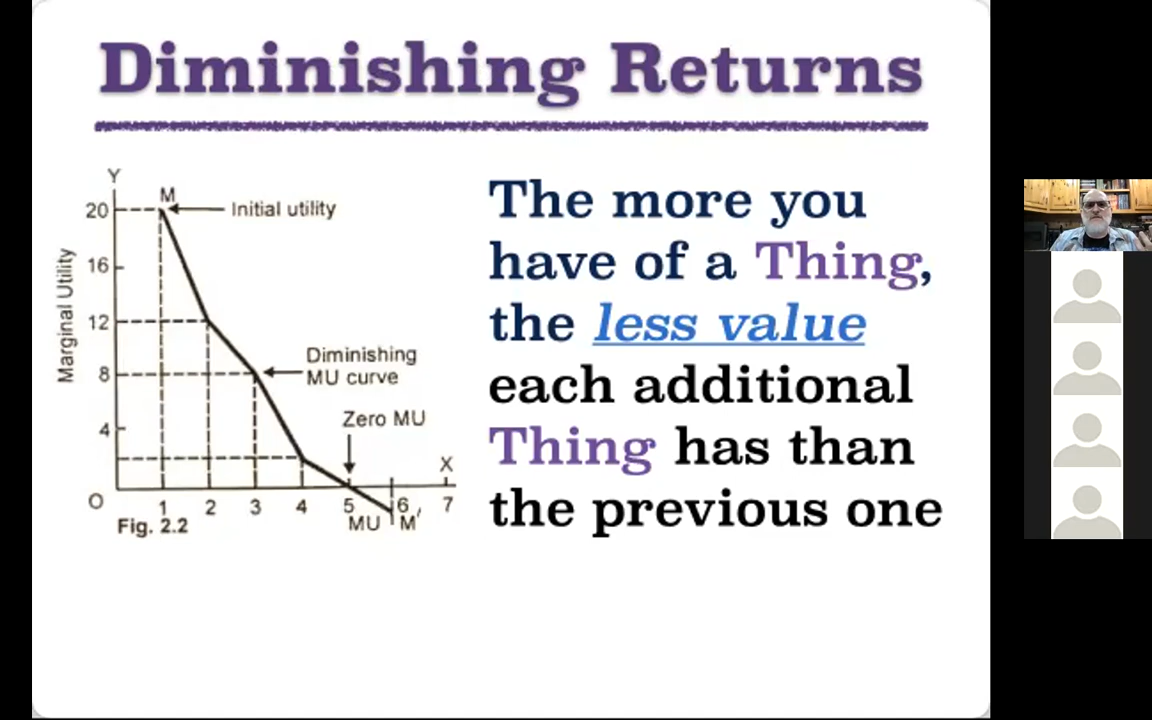 Diminishing Returns
Y
M
20
Initial utility
16
Marginal Utility
12
Diminishing
MU curve
8
Zero MU
4
X
O
1 2 3 4 5 6 7
MU M'
Fig. 2.2
The more you
have of a Thing,
the less value
each additional
Thing has than
the previous one